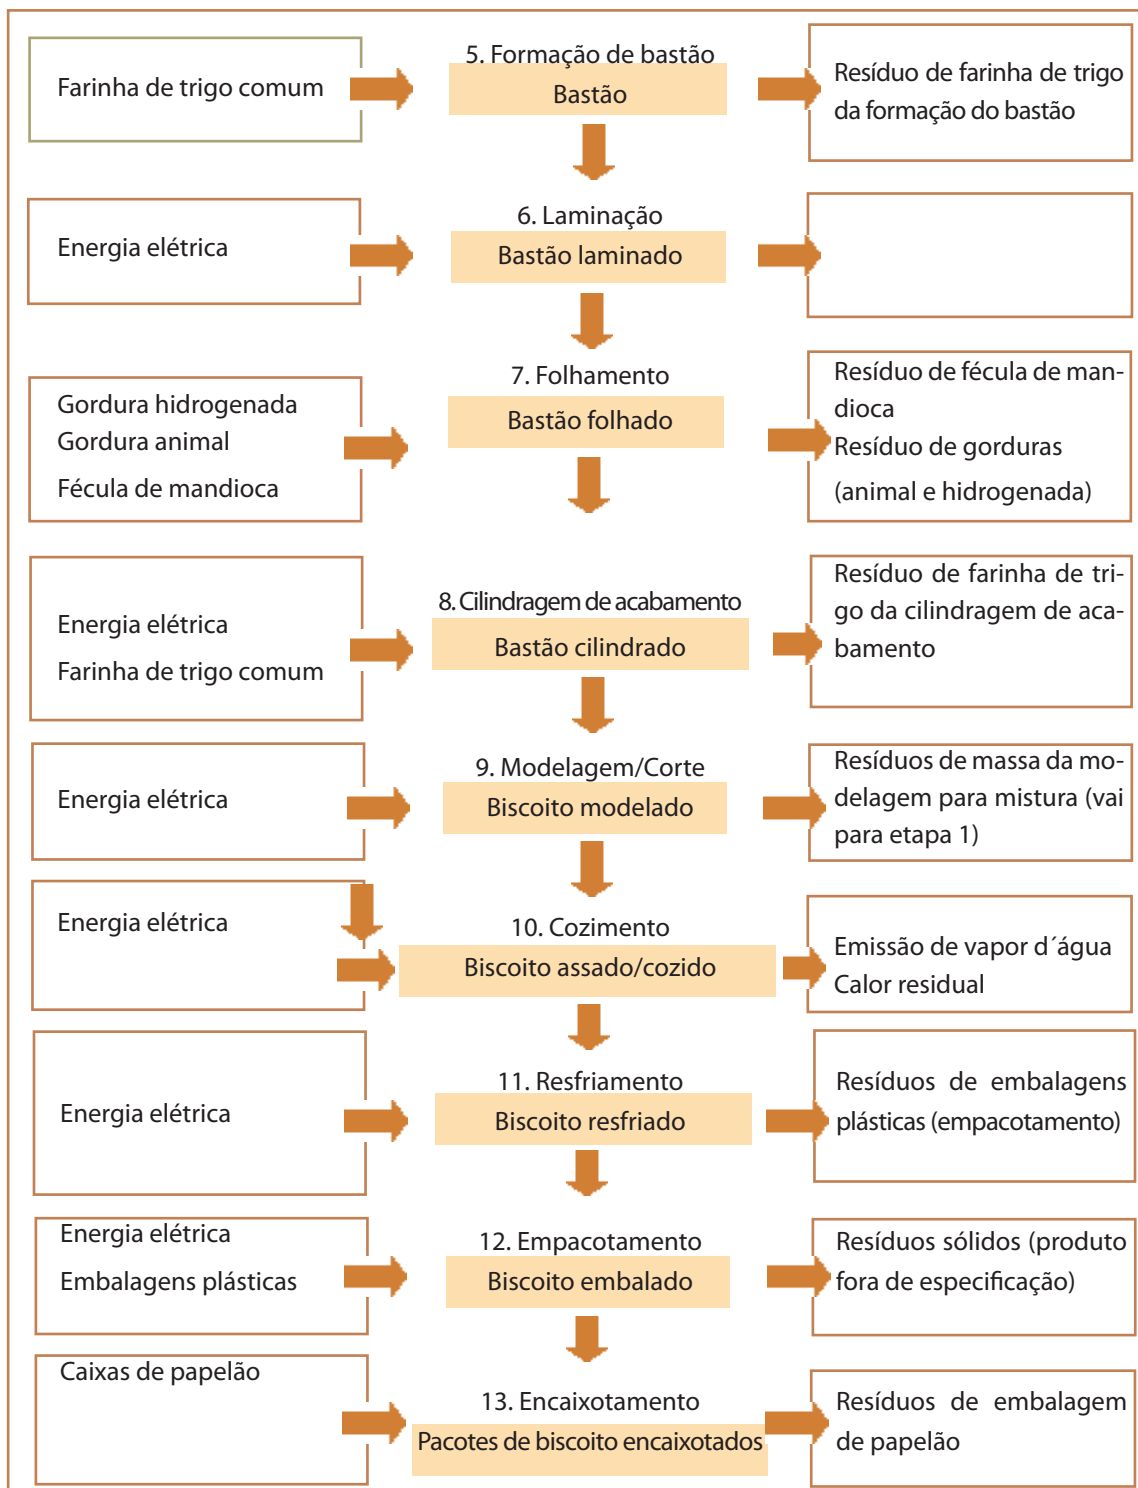 5. Formação de bastão
Farinha de trigo comum
Bastão
Resíduo de farinha de trigo
da formação do bastão
6. Laminação
Energia elétrica
Bastão laminado
7. Folhamento
Gordura hidrogenada
Gordura animal
Fécula de mandioca
Bastão folhado
Resíduo de fécula de man-
dioca
Resíduo de gorduras
(animal e hidrogenada)
8. Cilindragem de acabamento
Energia elétrica
Farinha de trigo comum
Bastão cilindrado
Resíduo de farinha de tri-
go da cilindragem de aca-
bamento
9. Modelagem/Corte
Energia elétrica
Biscoito modelado
Resíduos de massa da mo-
delagem para mistura (vai
para etapa 1)
10. Cozimento
Energia elétrica
Biscoito assado/cozido
Emissão de vapor d´água
Calor residual
11. Resfriamento
Energia elétrica
Biscoito resfriado
Resíduos de embalagens
plásticas (empacotamento)
12. Empacotamento
Energia elétrica
Embalagens plásticas
Biscoito embalado
Resíduos sólidos (produto
fora de especificação)
13. Encaixotamento
Caixas de papelão
Pacotes de biscoito encaixotados
Resíduos de embalagem
de papelão